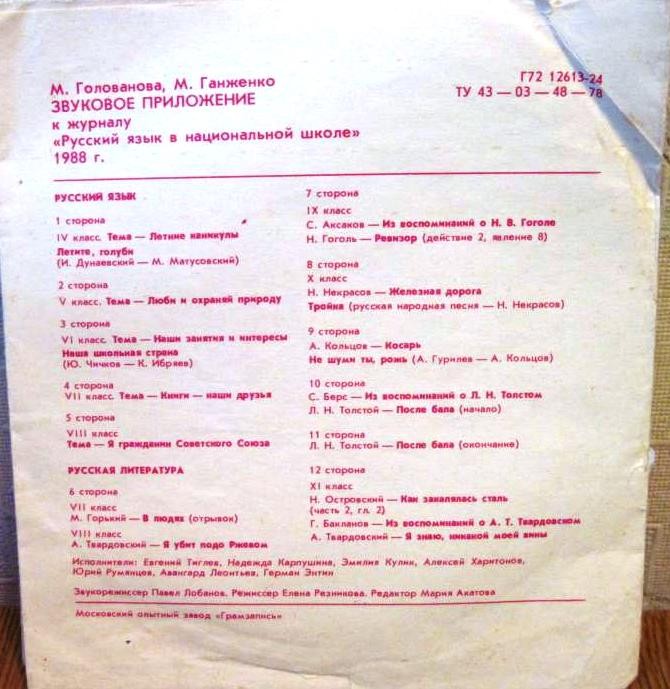 М. Голованова, М. Ганженко
ЗВУКОВОЕ ПРИЛОЖЕНИЕ
к журналу
«Русский язык в национальной школе»
1988 г.
Г72 12613-24
ТУ 43 — 03 — 48 — 78
РУССКИЙ ЯЗЫК
1 сторона
IV класс. Тема — Летние каникулы
Летите, голуби
(И. Дунаевский — М. Матусовский)
2 сторона
V класс. Тема — Люби и охраняй природу
3 сторона
VI класс. Тема — Наши занятия и интересы
Наша школьная страна
(Ю. Чичков — К. Ибряев)
4 сторона
VII класс. Тема — Книги — наши друзья
5 сторона
VIII класс
Тема — Я гражданин Советского Союза
РУССКАЯ ЛИТЕРАТУРА
6 сторона
VII класс
М. Горький — В людях (отрывок)
VIII класс
А. Твардовский — Я убит подо Ржевом
7 сторона
IX класс
С. Аксаков — Из воспоминаний о Н. В. Гоголе
Н. Гоголь — Ревизор (действие 2, явление 8)
8 сторона
X класс
Н. Некрасов — Железная дорога
Тройка (русская народная песня — Н. Некрасов)
9 сторона
А. Кольцов — Косарь
Не шуми ты, рожь (А. Гурилев — А. Кольцов)
10 сторона
С. Берс — Из воспоминаний о Л. Н. Толстом
Л. Н. Толстой — После бала (начало)
11 сторона
Л. Н. Толстой — После бала (окончание)
12 сторона
XI класс
Н. Островский — Как закалялась сталь
(часть 2, гл. 2)
Г. Бакланов — Из воспоминаний о А. Т. Твардовском
А. Твардовский — Я знаю, никакой моей вины
Исполнители: Евгений Тиглев, Надежда Карпушина, Эмилия Кулик, Алексей Харитонов,
Юрий Румянцев, Авангард Леонтьев, Герман Энтин
Звукорежиссер Павел Лобанов. Режиссер Елена Резникова. Редактор Мария Акатова
Московский опытный завод «Грамзапись»